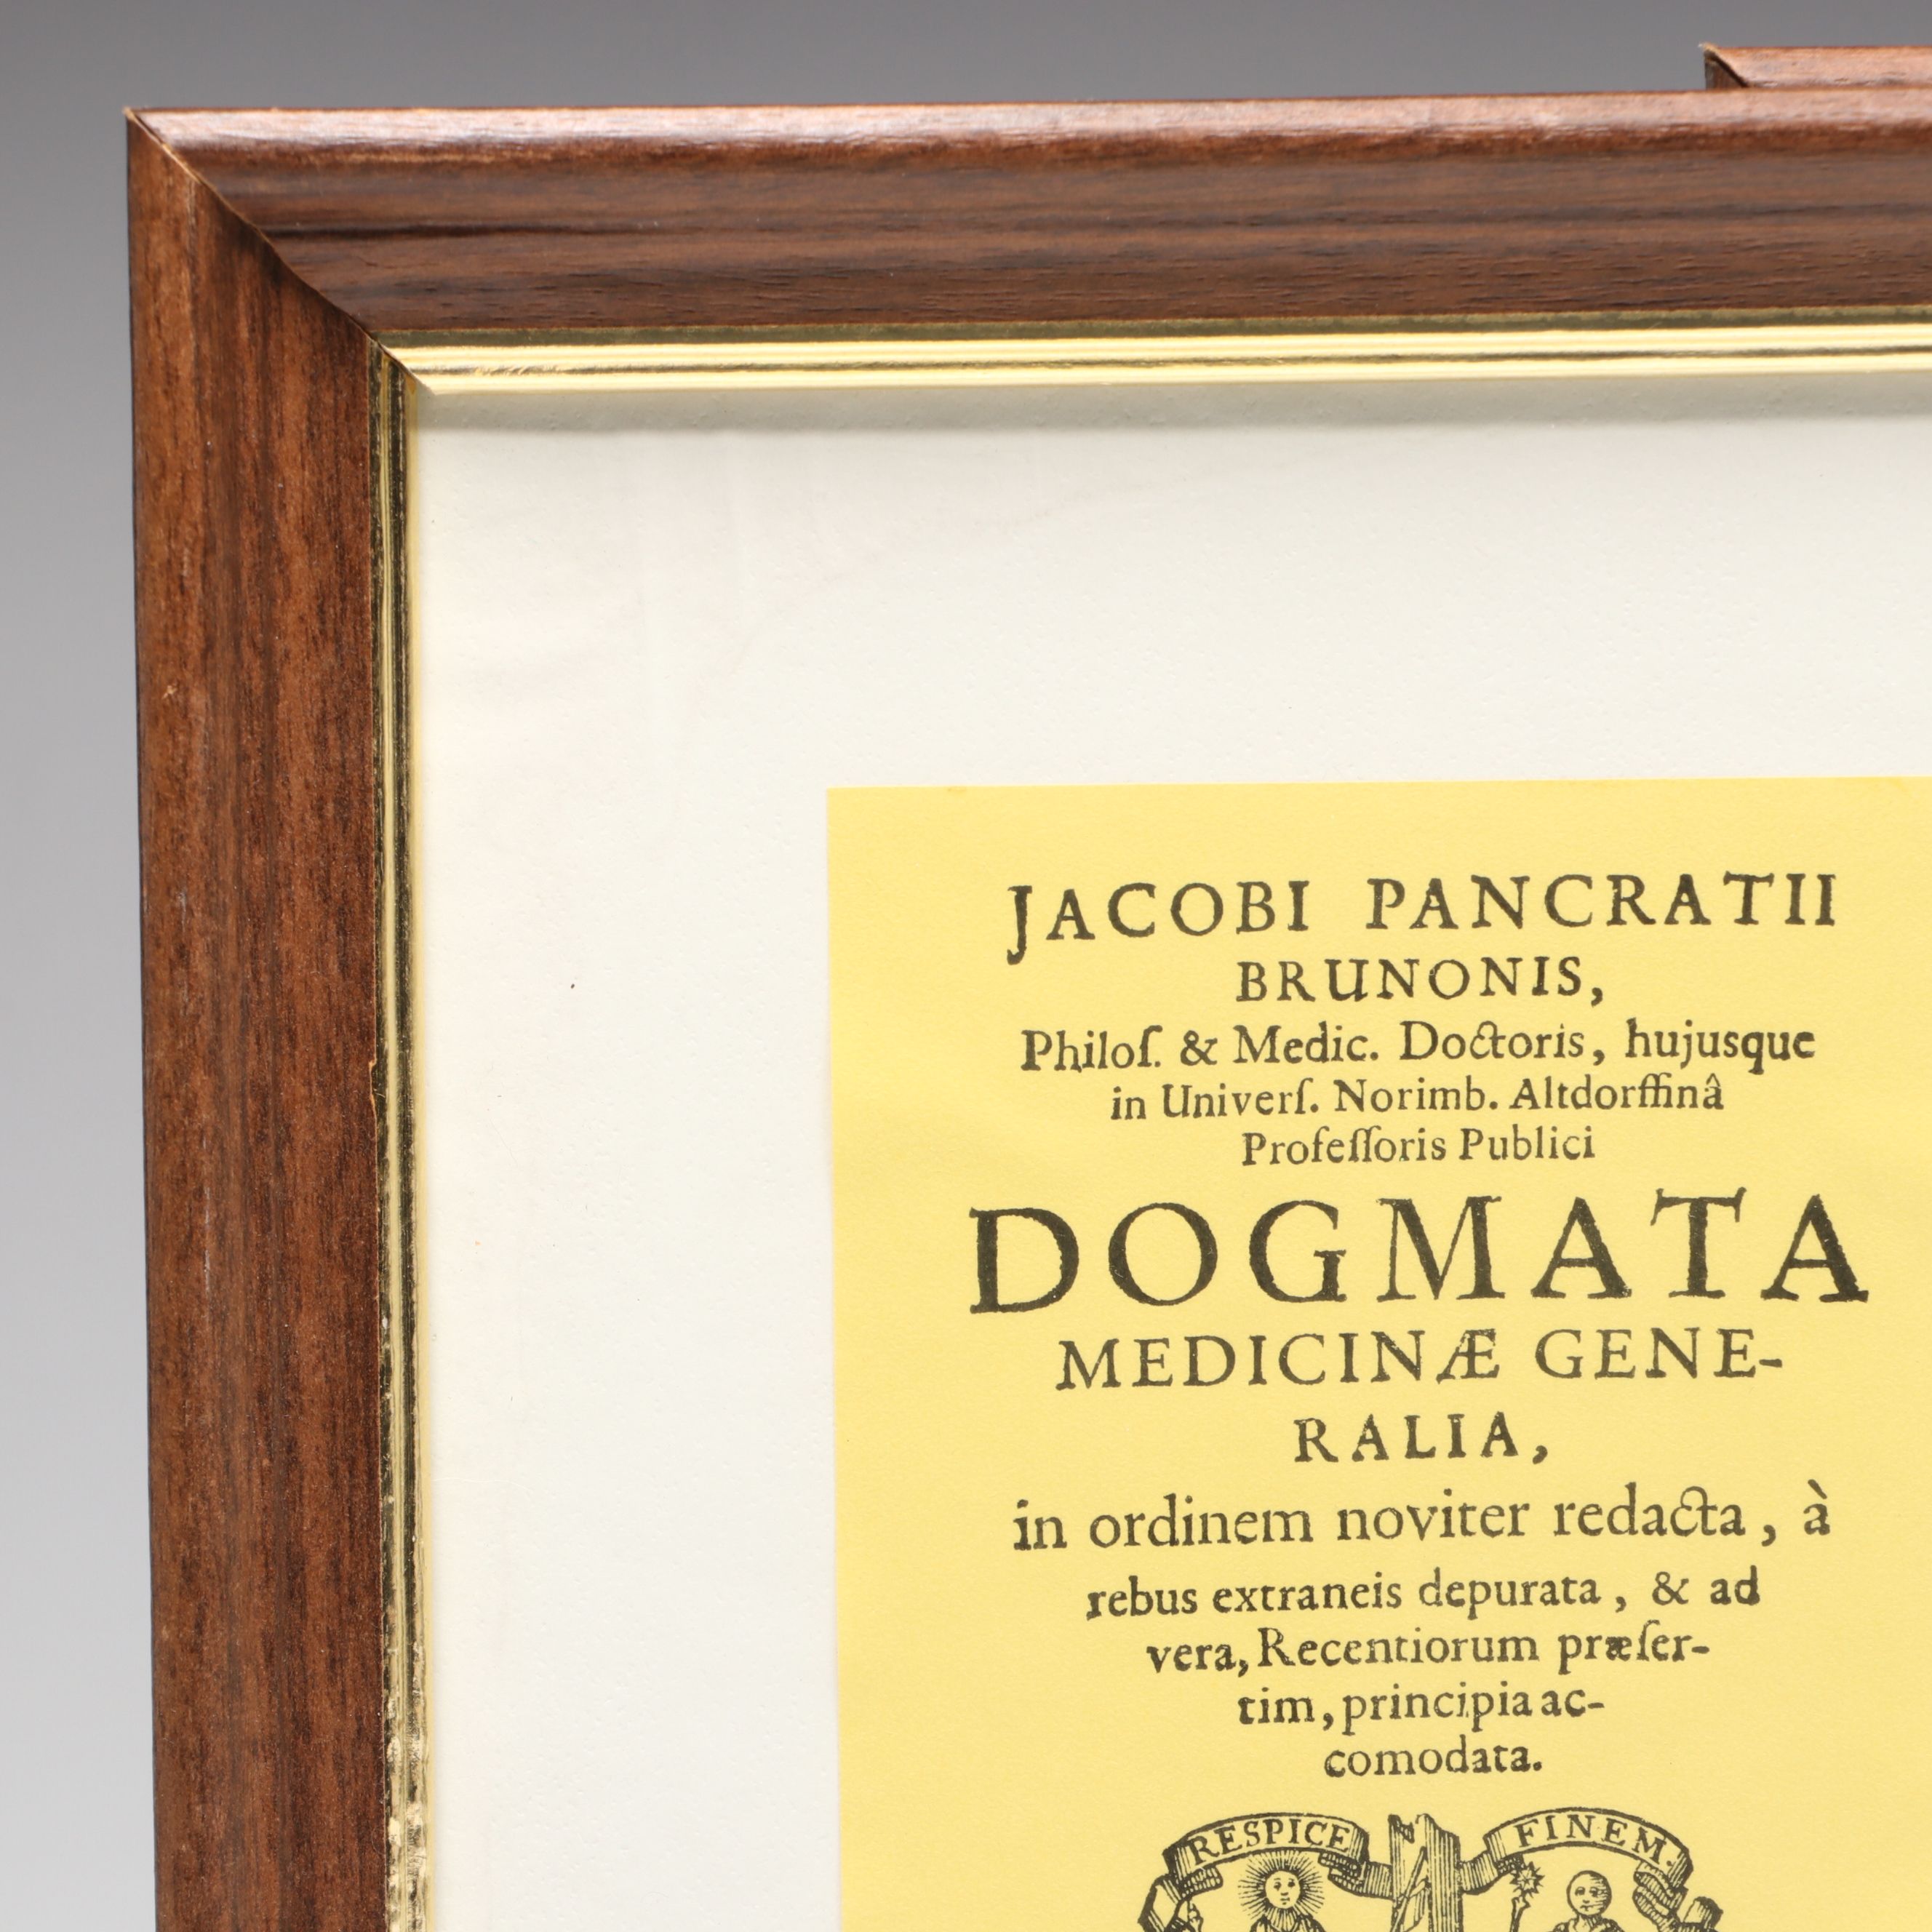 JACOBI PANCRATII
BRUNONIS,
Philoſ. & Medic. Doctoris, hujusque
in Univerſ. Norimb. Altdorffinâ
Profeſſoris Publici
DOGMATA
MEDICINÆ GENE-
RALIA,
in ordinem noviter redacta, à
rebus extraneis depurata, & ad
vera, Recentiorum præſer-
tim, principia ac-
comodata.
RESPICE FINEM.